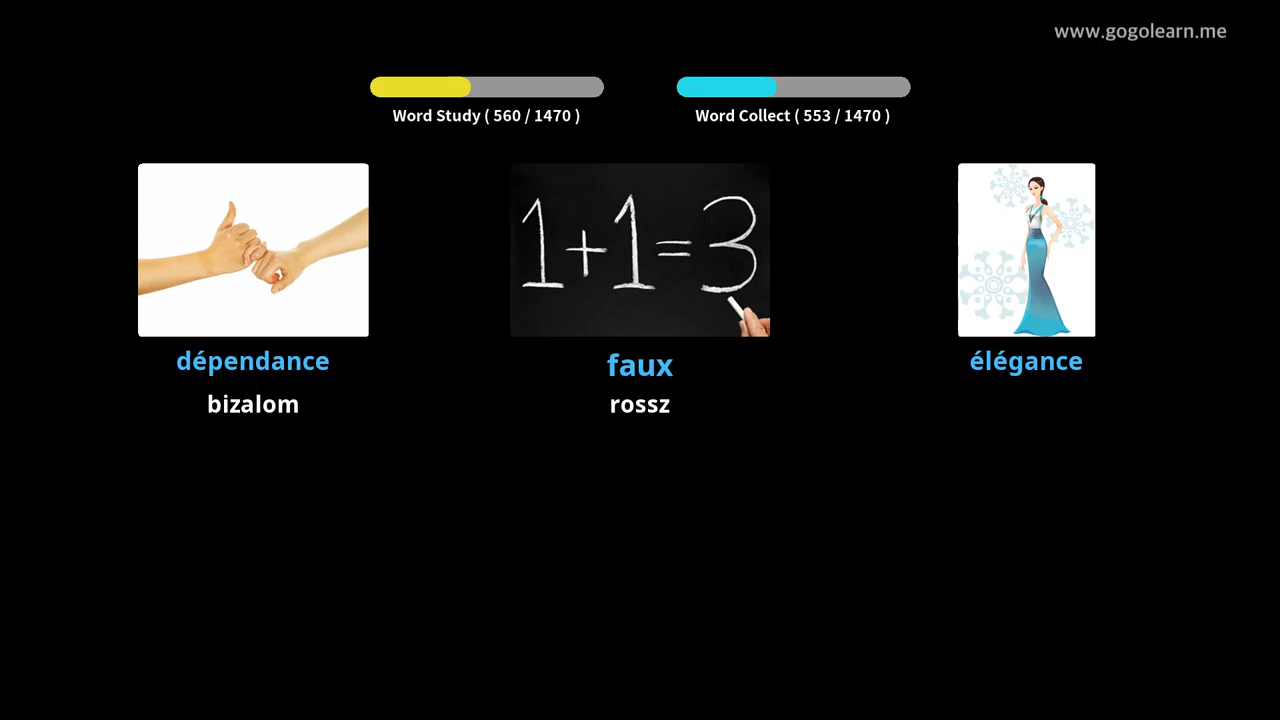 www.gogolearn.me
Word Study ( 560 / 1470 )
Word Collect ( 553 / 1470 )
1+1=3
dépendance
faux
élégance
bizalom
rossz